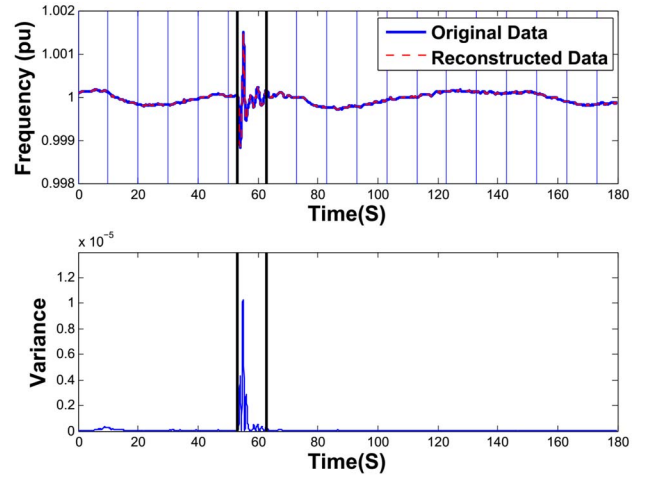 1.002
1.001
1
0.999
0.998
Frequency (pu)
Original Data
Reconstructed Data
0 20 40 60 80 100 120 140 160 180
Time(S)
x 10⁻⁵
1.2
1
0.8
0.6
0.4
0.2
0
Variance
0 20 40 60 80 100 120 140 160 180
Time(S)